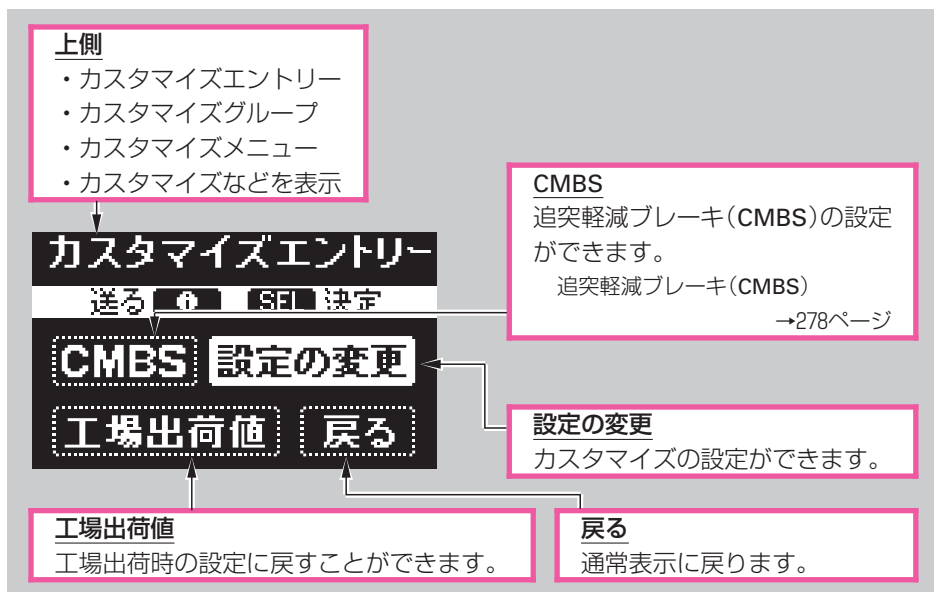 上側
・カスタマイズエントリー
・カスタマイズグループ
・カスタマイズメニュー
・カスタマイズなどを表示
CMBS
追突軽減ブレーキ(CMBS)の設定
ができます。
追突軽減ブレーキ(CMBS)
→278ページ
カスタマイズエントリー
送る i SEL 決定
CMBS 設定の変更
工場出荷値 戻る
設定の変更
カスタマイズの設定ができます。
工場出荷値
工場出荷時の設定に戻すことができます。
戻る
通常表示に戻ります。